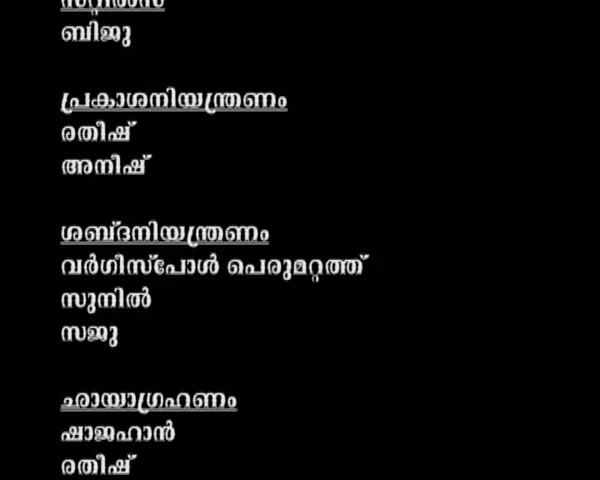 ബിജു
പ്രകാശനിയന്ത്രണം
രതീഷ്
അനീഷ്
ശബ്ദനിയന്ത്രണം
വർഗീസ്പോൾ പെരുമറ്റത്ത്
സുനിൽ
സജു
ഛായാഗ്രഹണം
ഷാജഹാൻ
രതീഷ്